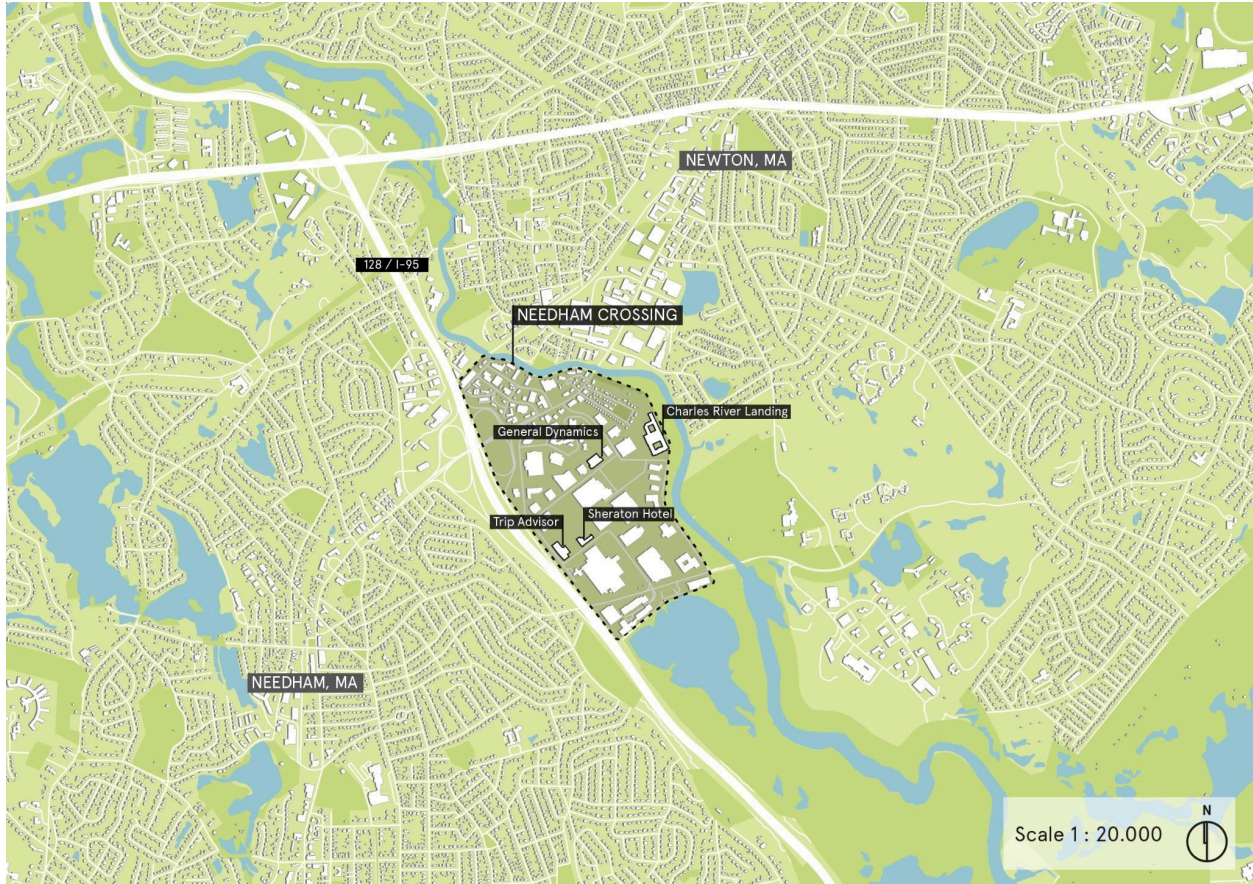 NEWTON, MA
128 / I-95
NEEDHAM CROSSING
Charles River Landing
General Dynamics
Sheraton Hotel
Trip Advisor
NEEDHAM, MA
N
Scale 1 : 20.000